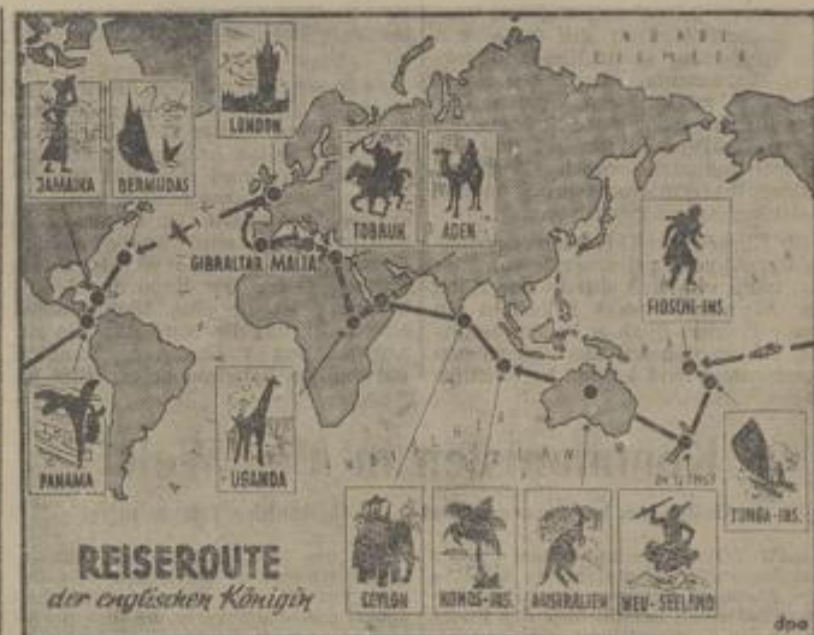 LONDON
JAMAIKA
BERMUDAS
TOBRUK
ADEN
GIBRALTAR MALTA
FIDSCHI-INS.
PANAMA
UGANDA
TONGA-INS.
REISEROUTE
der englischen Königin
CEYLON
KOKOS-INS.
AUSTRALIEN
NEU-SEELAND
dpa